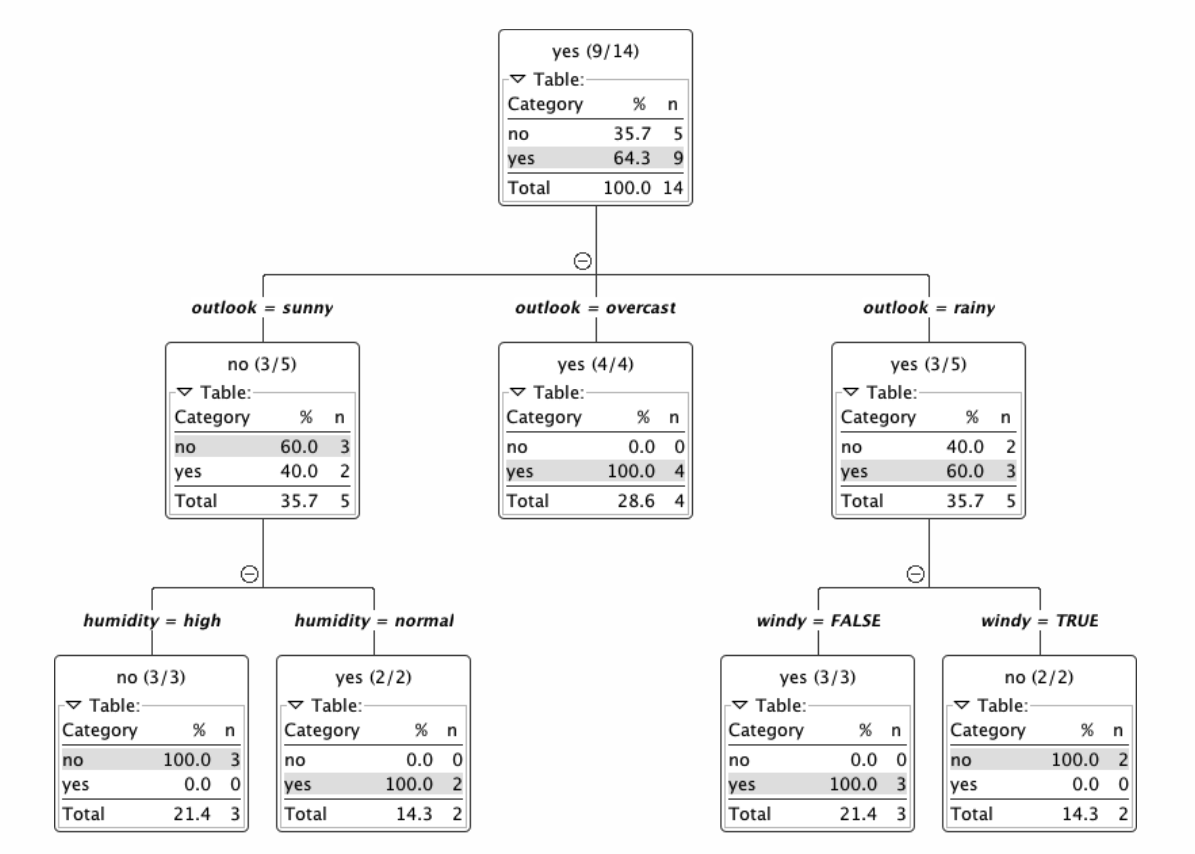 yes (9/14)
Table:
Category % n
no 35.7 5
yes 64.3 9
Total 100.0 14
outlook = sunny
outlook = overcast
outlook = rainy
no (3/5)
Table:
Category % n
no 60.0 3
yes 40.0 2
Total 35.7 5
yes (4/4)
Table:
Category % n
no 0.0 0
yes 100.0 4
Total 28.6 4
yes (3/5)
Table:
Category % n
no 40.0 2
yes 60.0 3
Total 35.7 5
humidity = high
humidity = normal
windy = FALSE
windy = TRUE
no (3/3)
Table:
Category % n
no 100.0 3
yes 0.0 0
Total 21.4 3
yes (2/2)
Table:
Category % n
no 0.0 0
yes 100.0 2
Total 14.3 2
yes (3/3)
Table:
Category % n
no 0.0 0
yes 100.0 3
Total 21.4 3
no (2/2)
Table:
Category % n
no 100.0 2
yes 0.0 0
Total 14.3 2